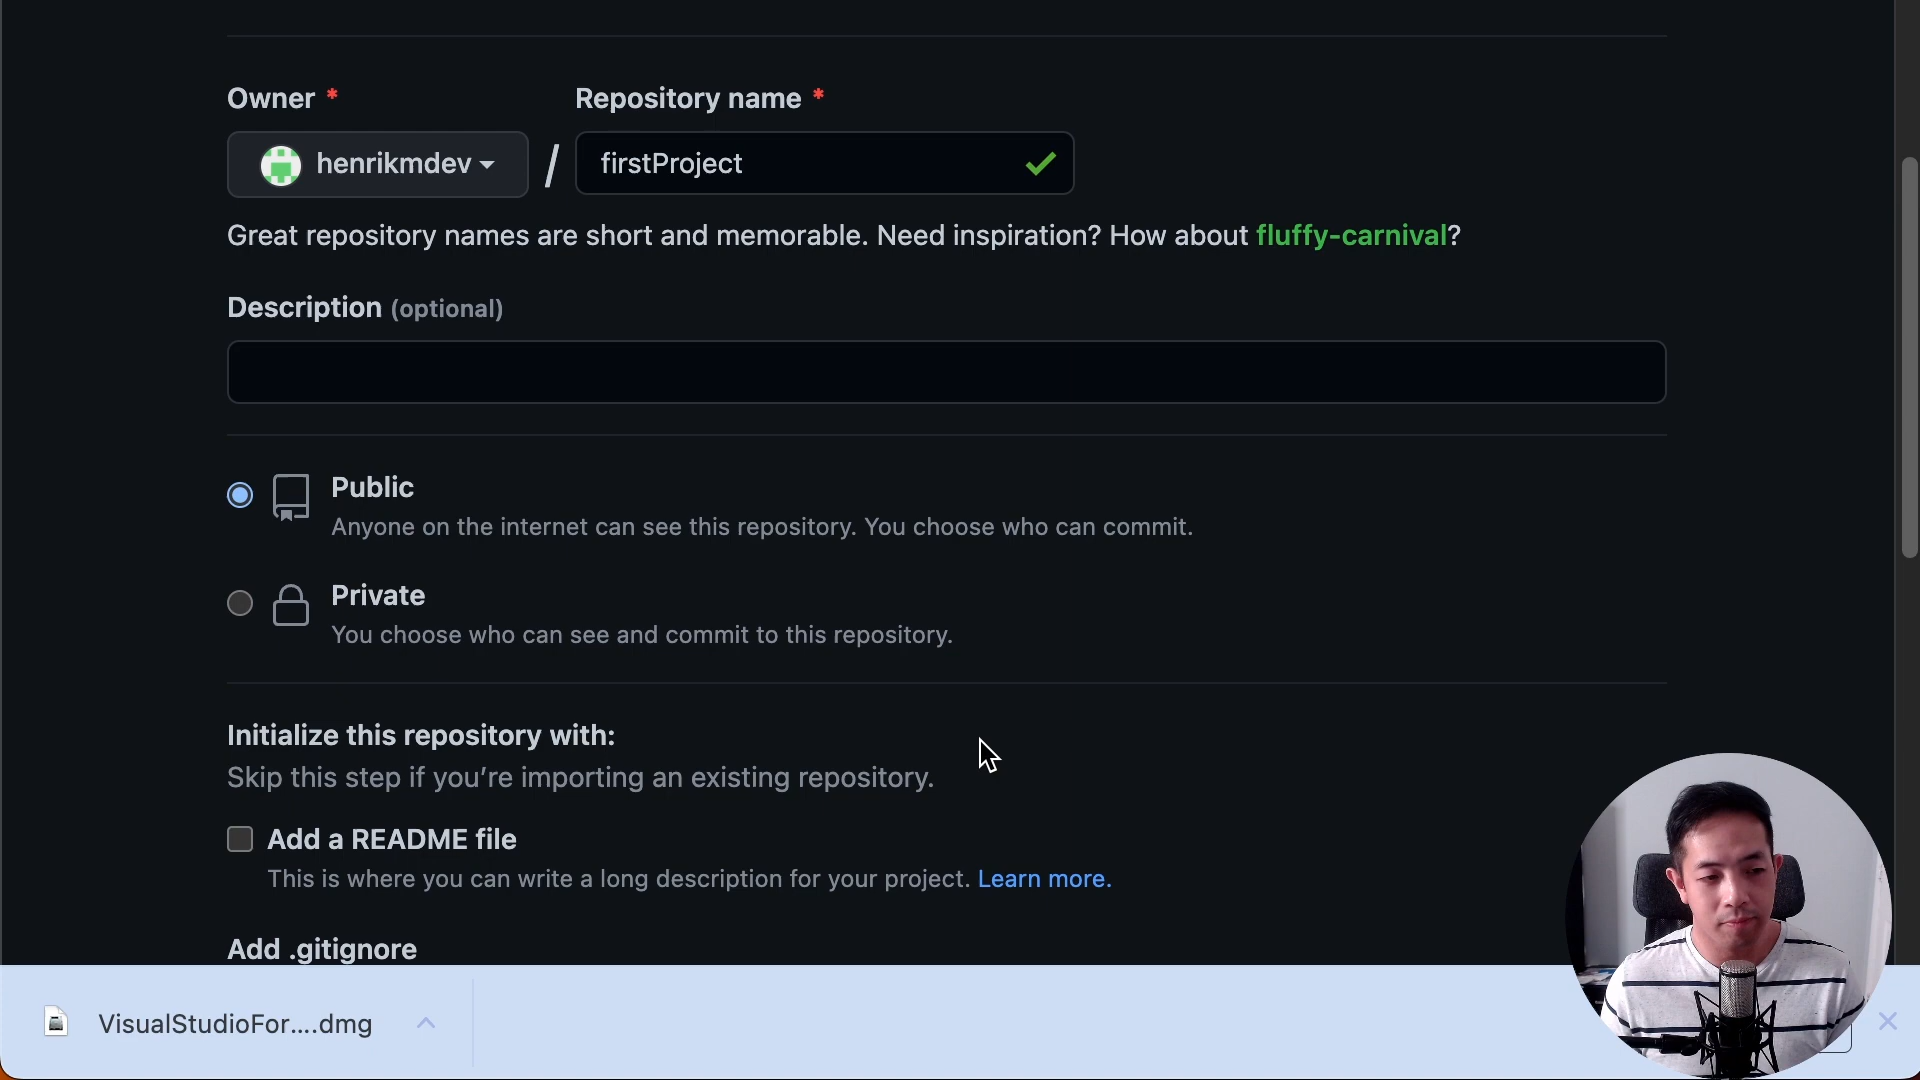 Owner *
Repository name *
henrikmdev
/
firstProject
Great repository names are short and memorable. Need inspiration? How about fluffy-carnival?
Description (optional)
Public
Anyone on the internet can see this repository. You choose who can commit.
Private
You choose who can see and commit to this repository.
Initialize this repository with:
Skip this step if you’re importing an existing repository.
Add a README file
This is where you can write a long description for your project. Learn more.
Add .gitignore
VisualStudioFor....dmg